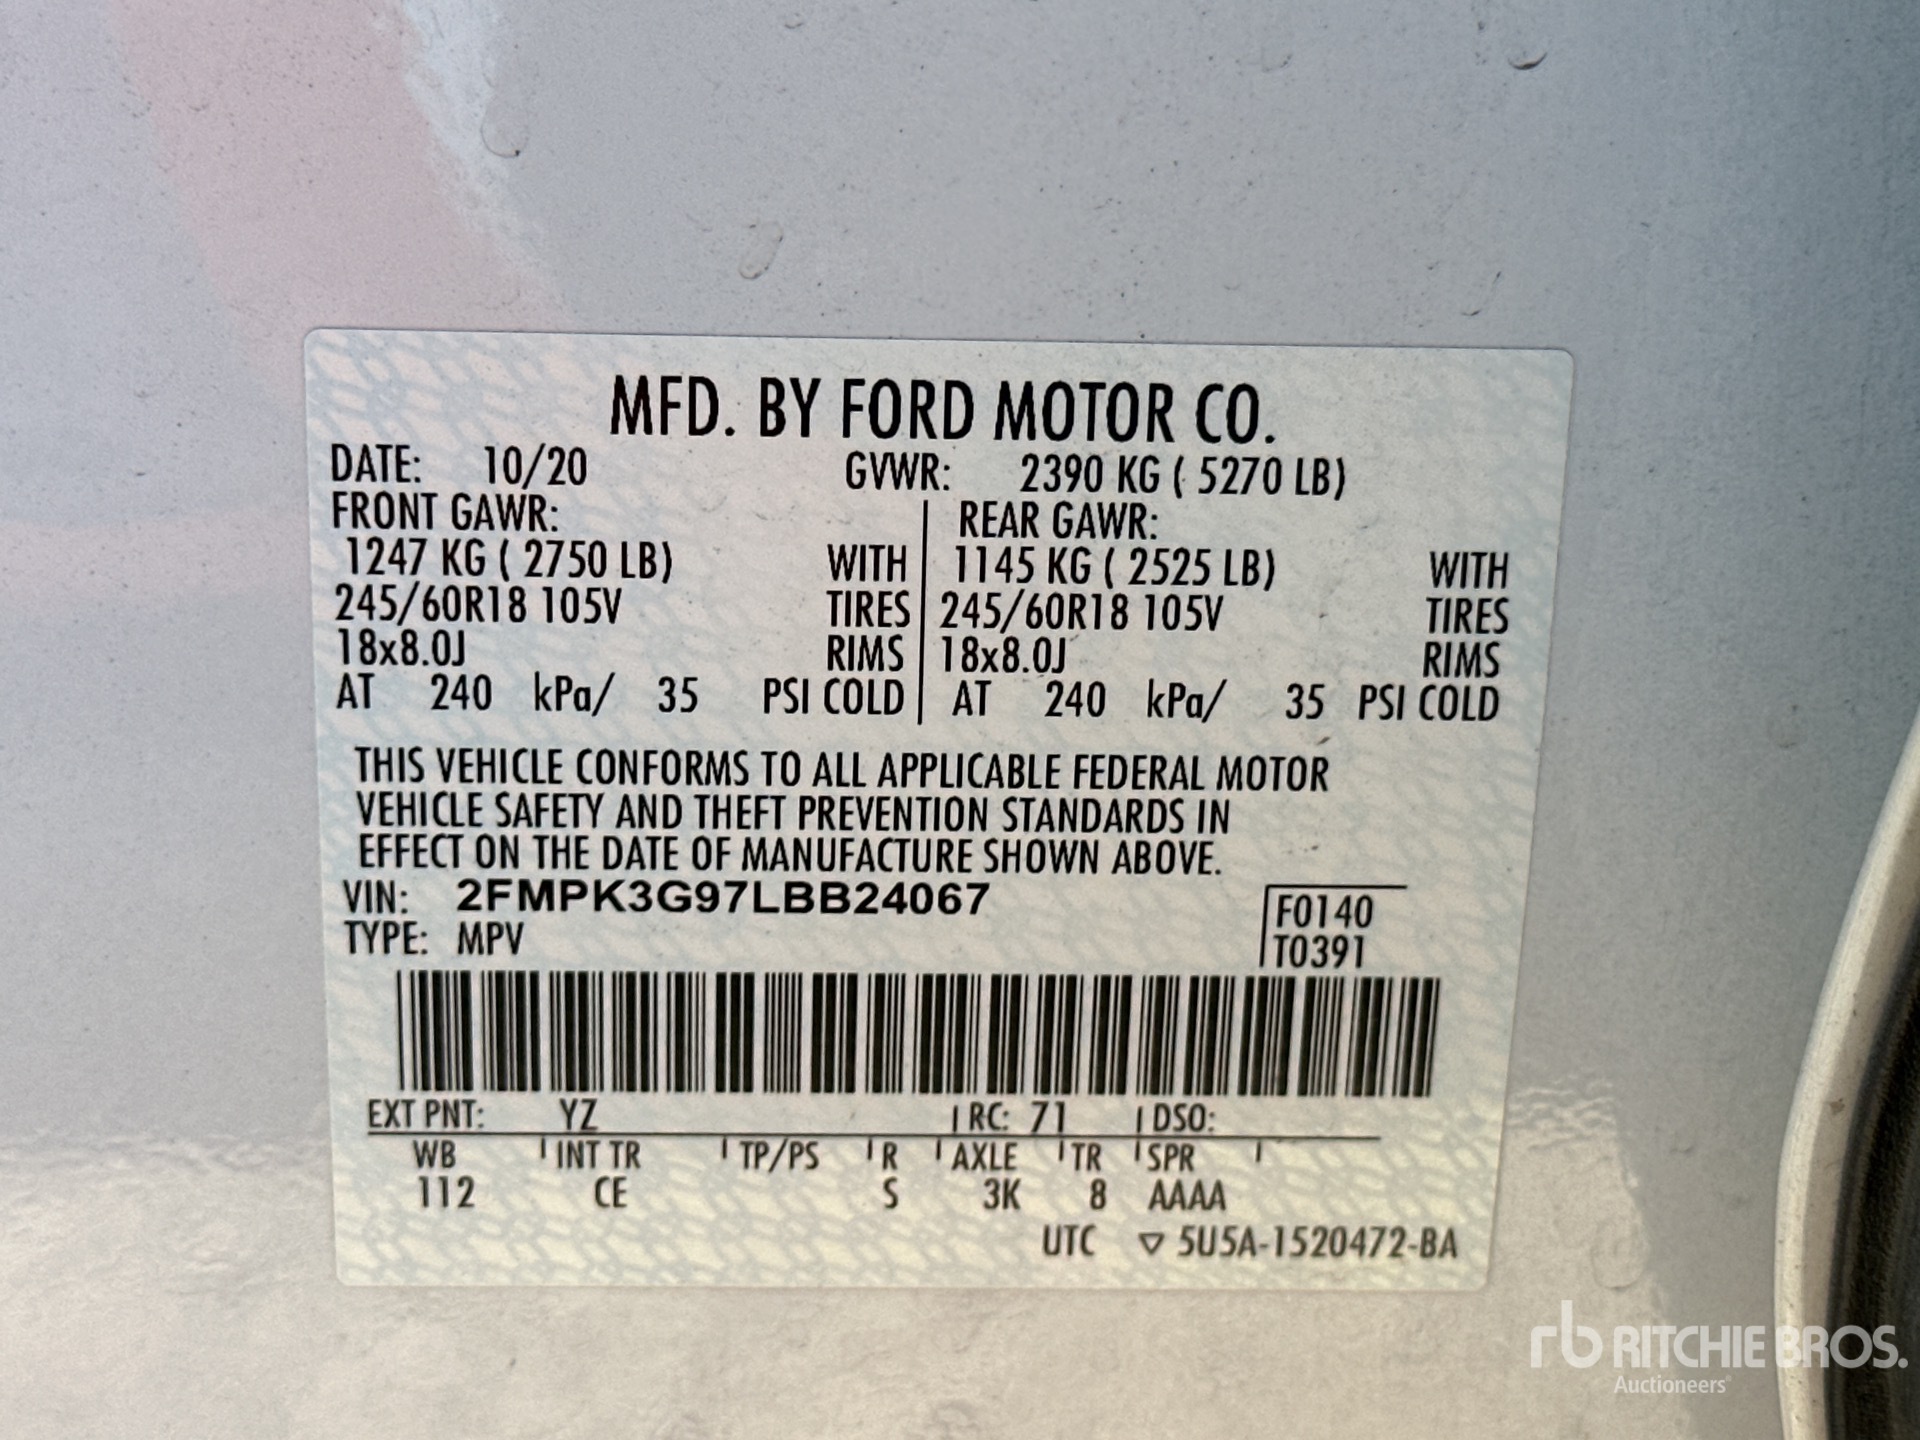 MFD. BY FORD MOTOR CO.
DATE: 10/20 GVWR: 2390 KG ( 5270 LB)
FRONT GAWR: REAR GAWR:
1247 KG ( 2750 LB) WITH 1145 KG ( 2525 LB) WITH
245/60R18 105V TIRES 245/60R18 105V TIRES
18x8.0J RIMS 18x8.0J RIMS
AT 240 kPa/ 35 PSI COLD AT 240 kPa/ 35 PSI COLD
THIS VEHICLE CONFORMS TO ALL APPLICABLE FEDERAL MOTOR
VEHICLE SAFETY AND THEFT PREVENTION STANDARDS IN
EFFECT ON THE DATE OF MANUFACTURE SHOWN ABOVE.
VIN: 2FMPK3G97LBB24067 F0140
TYPE: MPV T0391
EXT PNT: YZ RC: 71 DSO:
WB INT TR TP/PS R AXLE TR SPR
112 CE S 3K 8 AAAA
UTC ▽ 5U5A-1520472-BA
rb RITCHIE BROS.
Auctioneers